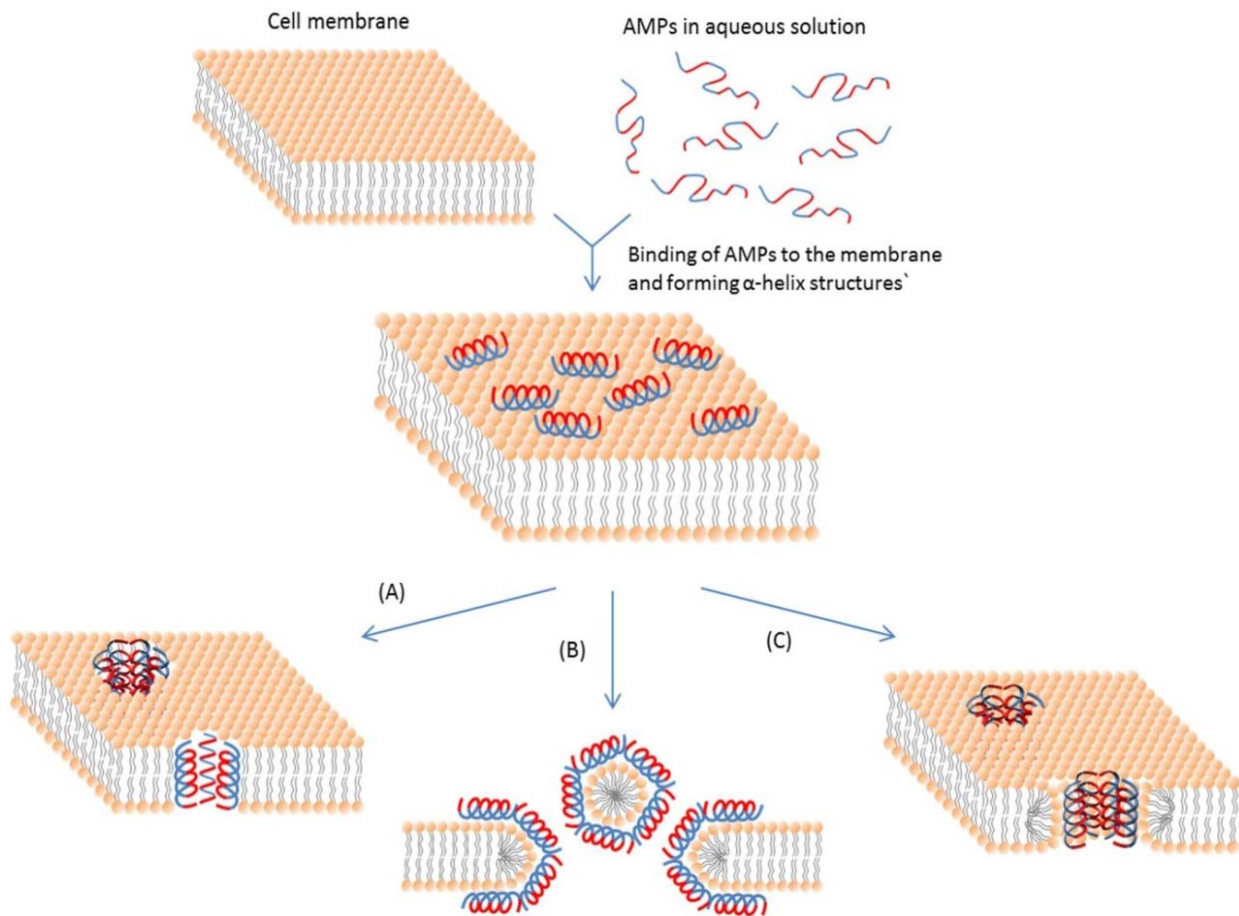 Cell membrane
AMPs in aqueous solution
Binding of AMPs to the membrane
and forming α-helix structures`
(A)
(B)
(C)